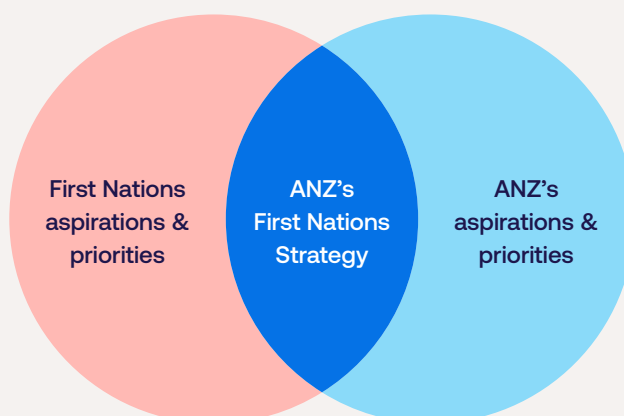 First Nations
aspirations &
priorities
ANZ’s
First Nations
Strategy
ANZ’s
aspirations &
priorities